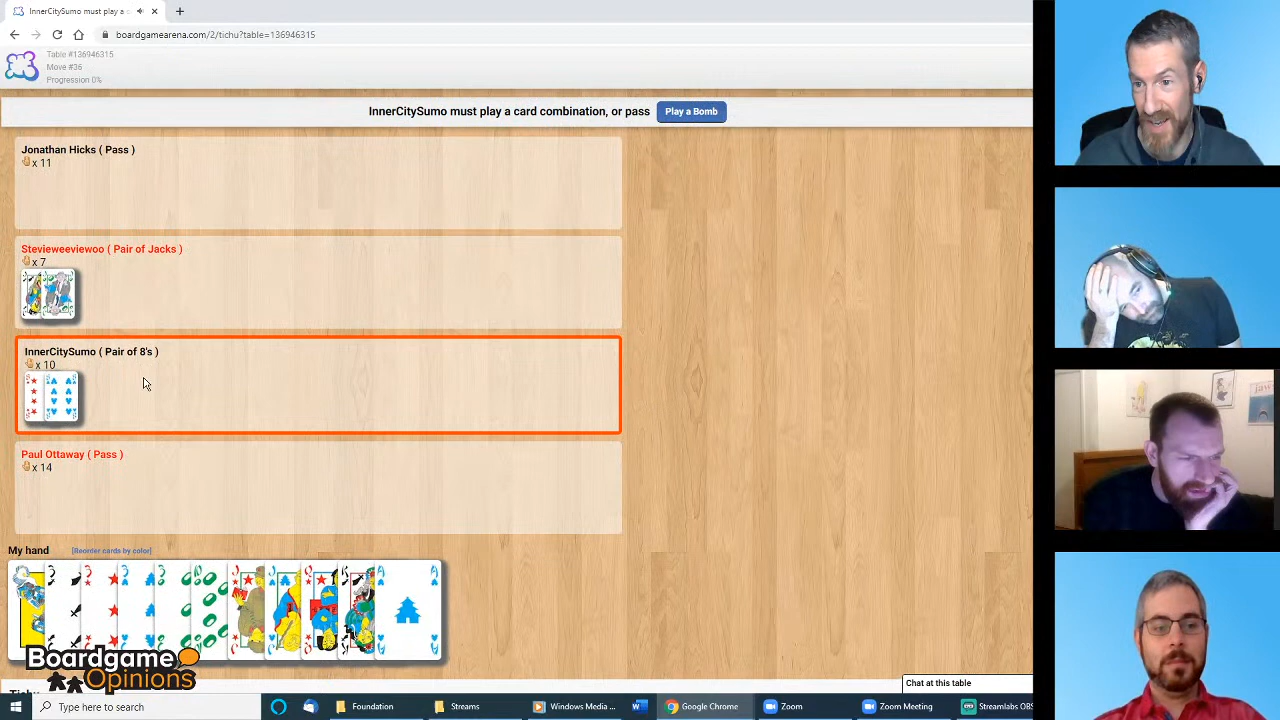 InnerCitySumo must play a c
boardgamearena.com/2/tichu?table=136946315
Table #136946315
Move #36
Progression 0%
InnerCitySumo must play a card combination, or pass Play a Bomb
Jonathan Hicks ( Pass )
x 11
Stevieweeviewoo ( Pair of Jacks )
x 7
InnerCitySumo ( Pair of 8's )
x 10
Paul Ottaway ( Pass )
x 14
My hand [Reorder cards by color]
Boardgame
Opinions
Chat at this table
Type here to search
Foundation
Streams
Windows Media ...
Google Chrome
Zoom
Zoom Meeting
Streamlabs OBS